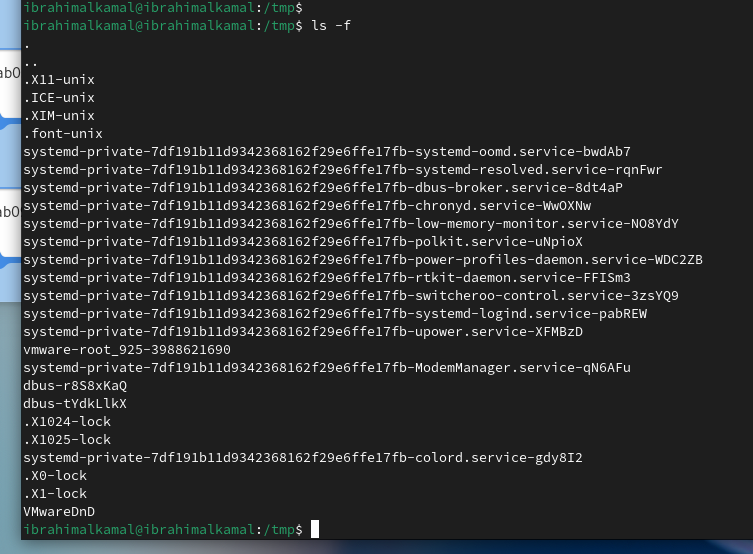 ibrahimalkamal@ibrahimalkamal:/tmp$
ibrahimalkamal@ibrahimalkamal:/tmp$ ls -f
.
..
.X11-unix
.ICE-unix
.XIM-unix
.font-unix
systemd-private-7df191b11d9342368162f29e6ffe17fb-systemd-oomd.service-bwdAb7
systemd-private-7df191b11d9342368162f29e6ffe17fb-systemd-resolved.service-rqnFwr
systemd-private-7df191b11d9342368162f29e6ffe17fb-dbus-broker.service-8dt4aP
systemd-private-7df191b11d9342368162f29e6ffe17fb-chronyd.service-WwOXNw
systemd-private-7df191b11d9342368162f29e6ffe17fb-low-memory-monitor.service-NO8YdY
systemd-private-7df191b11d9342368162f29e6ffe17fb-polkit.service-uNpioX
systemd-private-7df191b11d9342368162f29e6ffe17fb-power-profiles-daemon.service-WDC2ZB
systemd-private-7df191b11d9342368162f29e6ffe17fb-rtkit-daemon.service-FFISm3
systemd-private-7df191b11d9342368162f29e6ffe17fb-switcheroo-control.service-3zsYQ9
systemd-private-7df191b11d9342368162f29e6ffe17fb-systemd-logind.service-pabREW
systemd-private-7df191b11d9342368162f29e6ffe17fb-upower.service-XFMBzD
vmware-root_925-3988621690
systemd-private-7df191b11d9342368162f29e6ffe17fb-ModemManager.service-qN6AFu
dbus-r8S8xKaQ
dbus-tYdkLlkX
.X1024-lock
.X1025-lock
systemd-private-7df191b11d9342368162f29e6ffe17fb-colord.service-gdy8I2
.X0-lock
.X1-lock
VMwareDnD
ibrahimalkamal@ibrahimalkamal:/tmp$